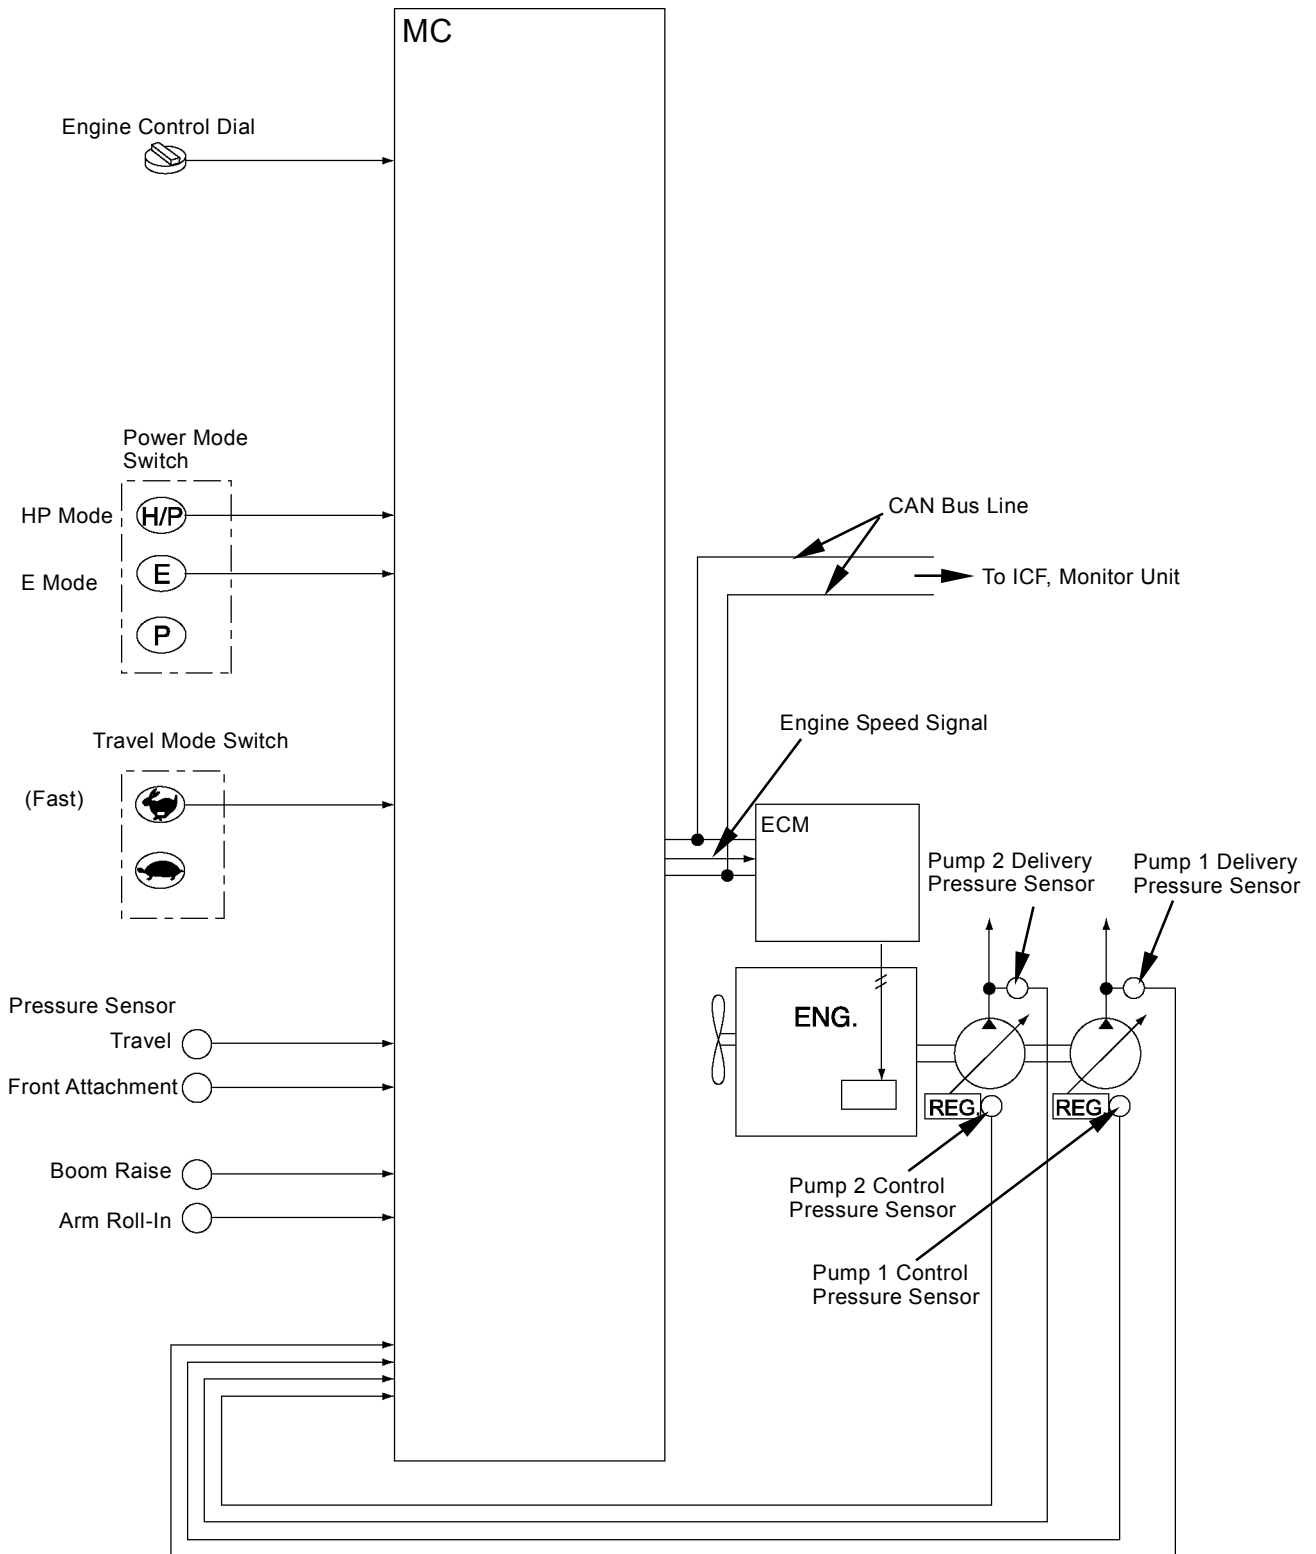 MC
Engine Control Dial
Power Mode
Switch
HP Mode
H/P
E Mode
E
P
CAN Bus Line
To ICF, Monitor Unit
Travel Mode Switch
(Fast)
Engine Speed Signal
ECM
Pump 2 Delivery
Pressure Sensor
Pump 1 Delivery
Pressure Sensor
Pressure Sensor
Travel
Front Attachment
Boom Raise
Arm Roll-In
ENG.
REG.
REG.
Pump 2 Control
Pressure Sensor
Pump 1 Control
Pressure Sensor